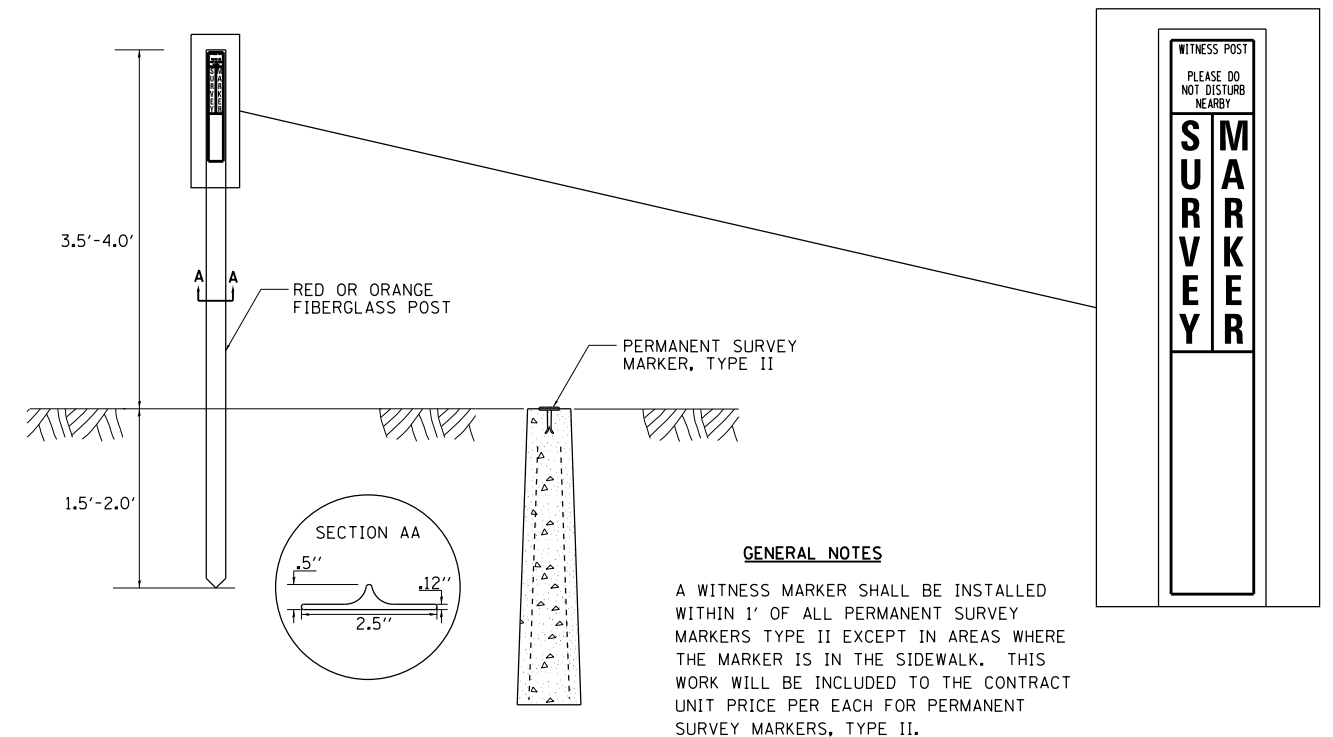 WITNESS POST
PLEASE DO
NOT DISTURB
NEARBY
SURVEY
MARKER
3.5'-4.0'
A A
RED OR ORANGE
FIBERGLASS POST
PERMANENT SURVEY
MARKER, TYPE II
1.5'-2.0'
SECTION AA
.5''
.12''
2.5''
GENERAL NOTES
A WITNESS MARKER SHALL BE INSTALLED
WITHIN 1' OF ALL PERMANENT SURVEY
MARKERS TYPE II EXCEPT IN AREAS WHERE
THE MARKER IS IN THE SIDEWALK. THIS
WORK WILL BE INCLUDED TO THE CONTRACT
UNIT PRICE PER EACH FOR PERMANENT
SURVEY MARKERS, TYPE II.